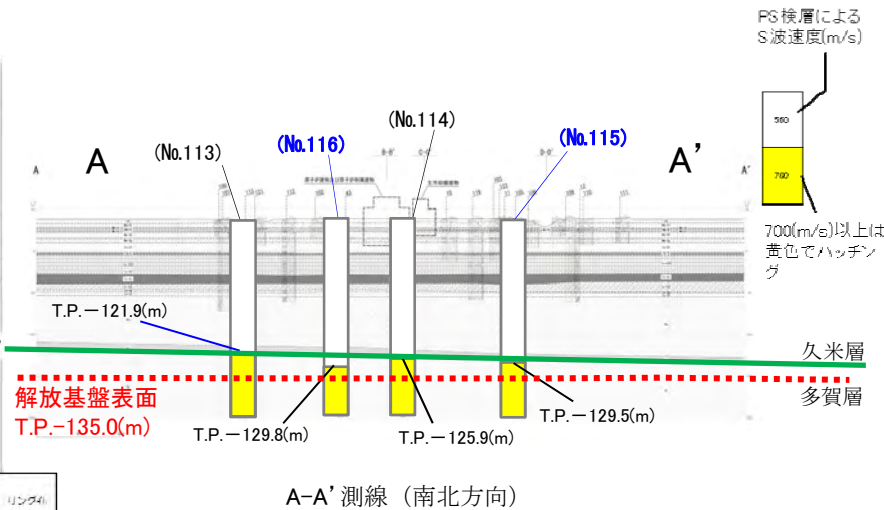 PS検層による
S波速度(m/s)
560
760
700(m/s)以上は
黄色でハッチン
グ
A
(No.113)
(No.116)
(No.114)
(No.115)
A’
A
B-B'
C-C'
D-D'
A'
T.P.－121.9(m)
久米層
多賀層
解放基盤表面
T.P.-135.0(m)
T.P.－129.8(m)
T.P.－125.9(m)
T.P.－129.5(m)
A-A’測線（南北方向）